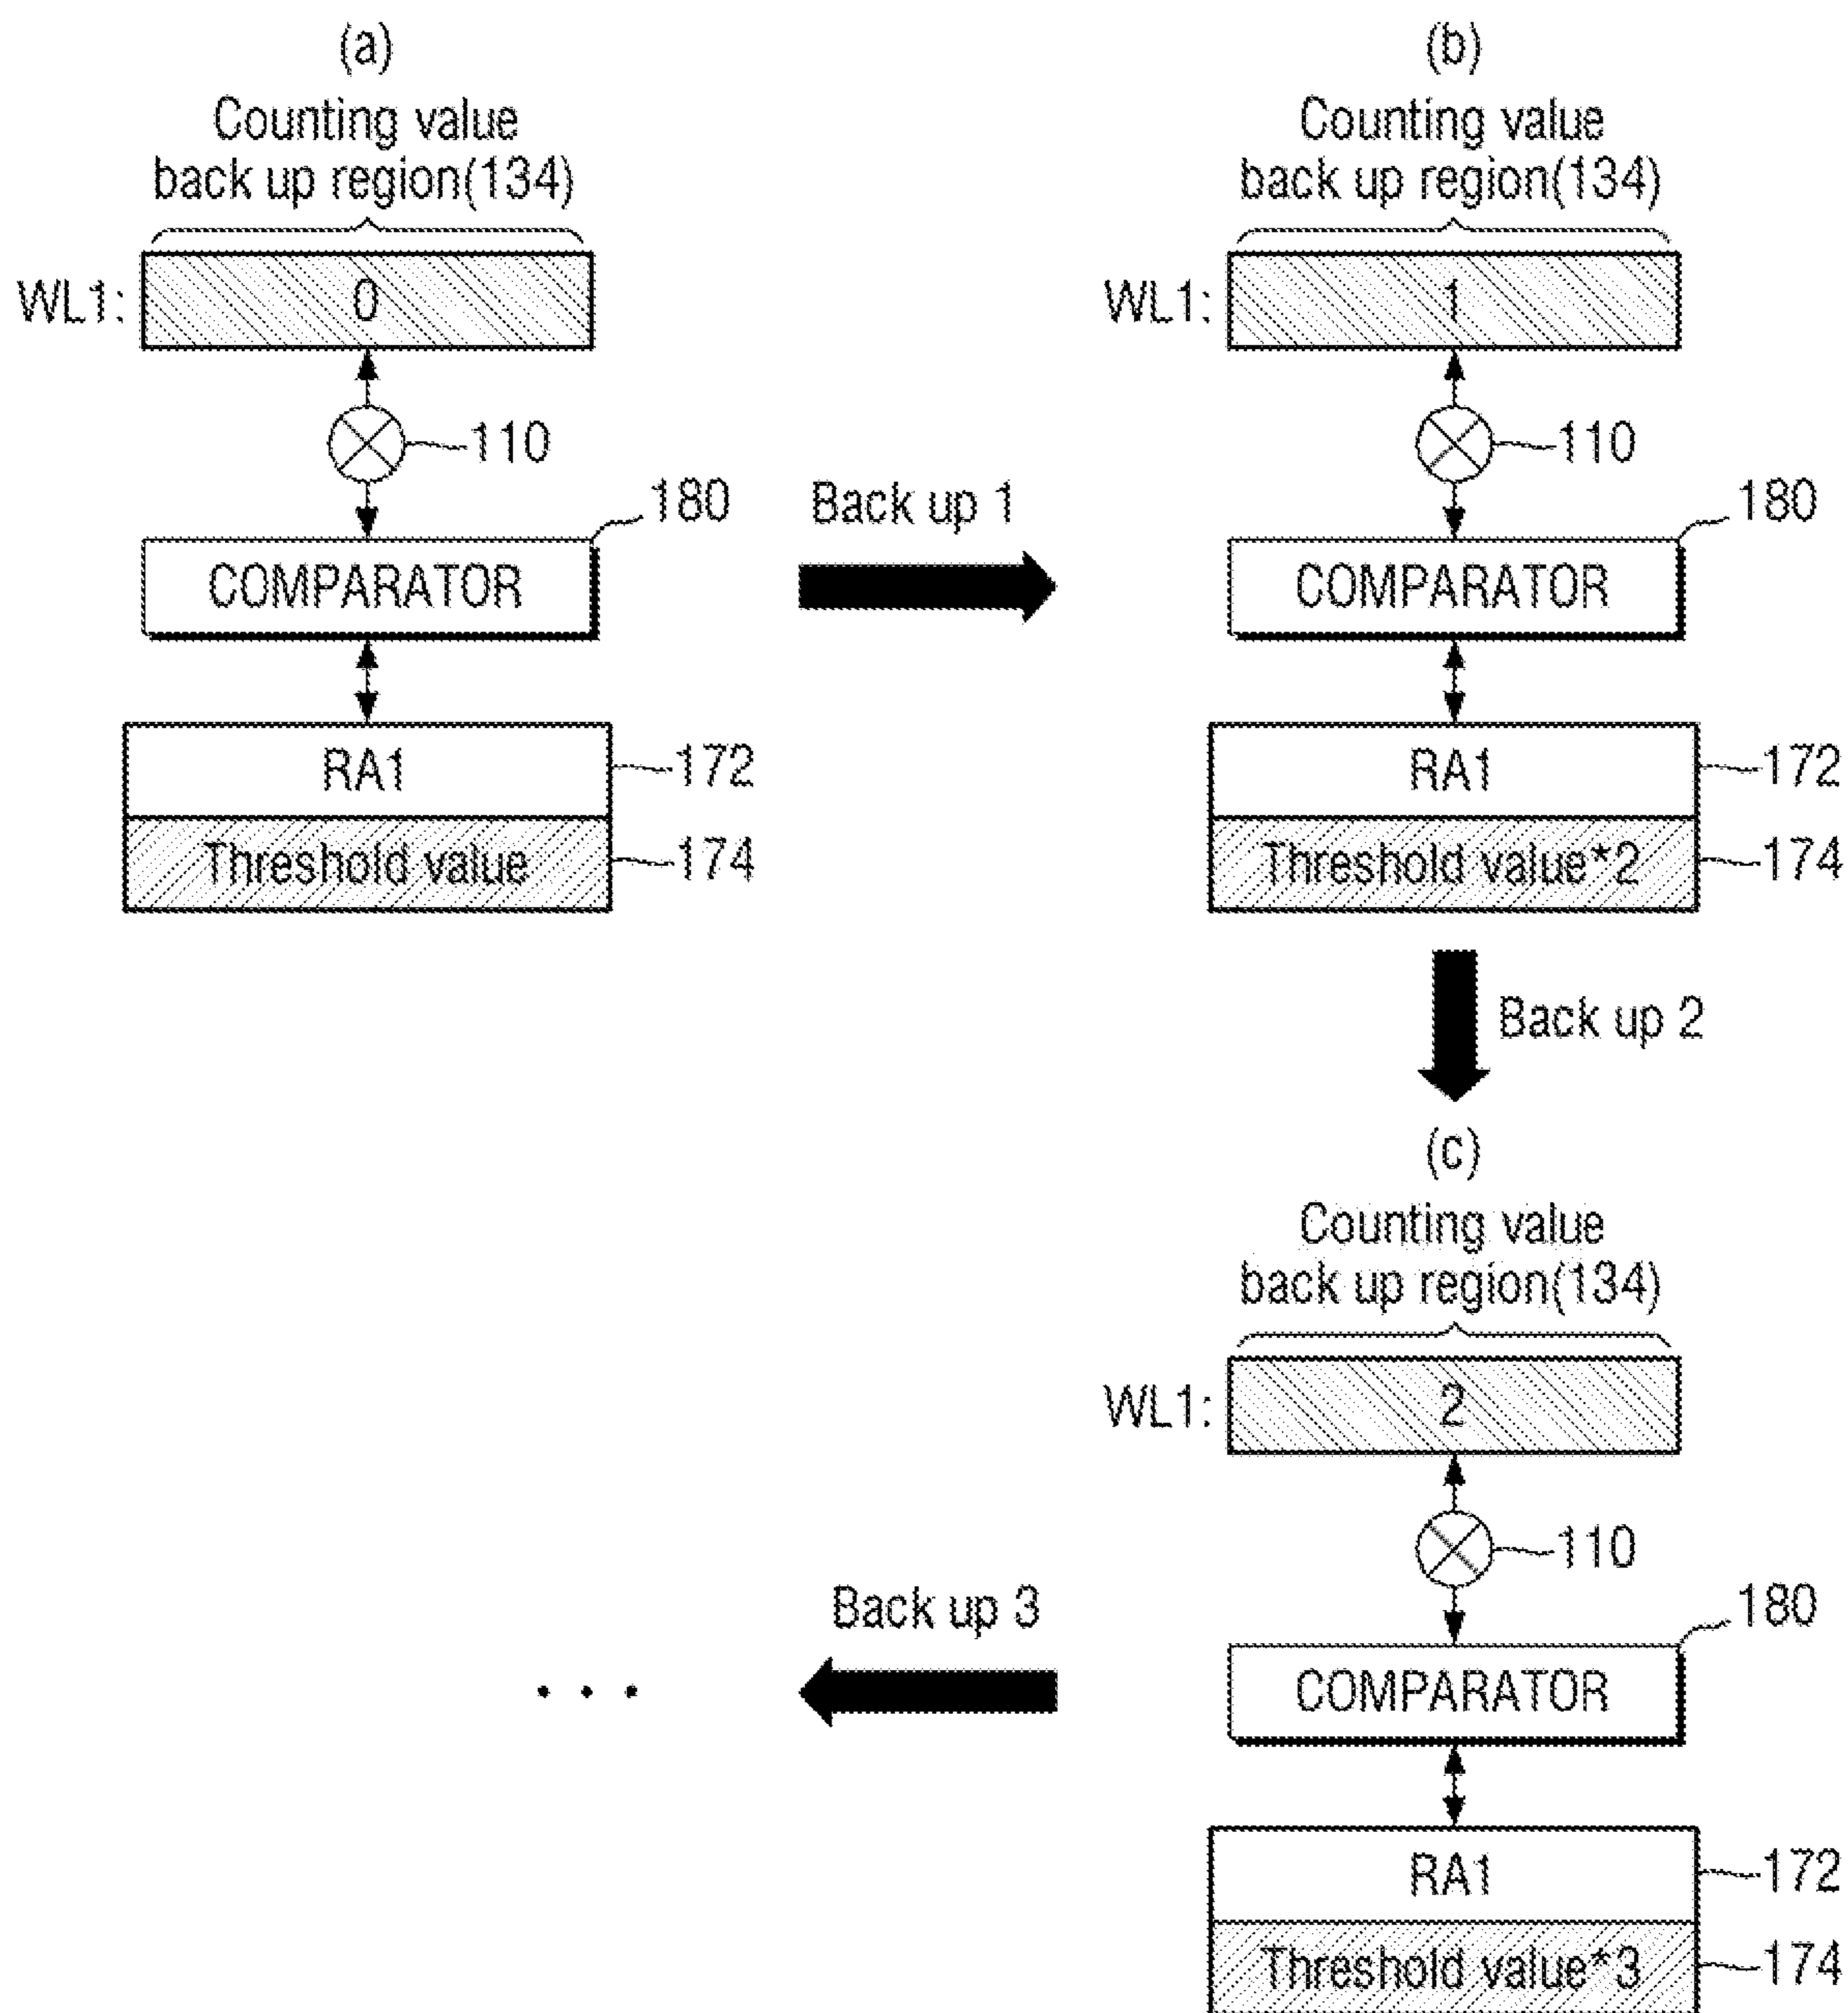 (a)
Counting value
back up region(134)
WL1:
0
110
180
COMPARATOR
RA1
172
Threshold value
174
Back up 1
(b)
Counting value
back up region(134)
WL1:
1
110
180
COMPARATOR
RA1
172
Threshold value*2
174
Back up 2
(c)
Counting value
back up region(134)
WL1:
2
110
180
COMPARATOR
RA1
172
Threshold value*3
174
Back up 3
• • •